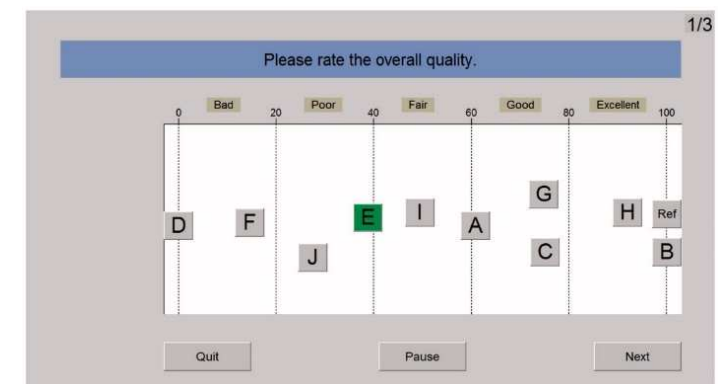 1/3
Please rate the overall quality.
Bad Poor Fair Good Excellent
0 20 40 60 80 100
G
D F E I A H Ref
J C B
Quit Pause Next